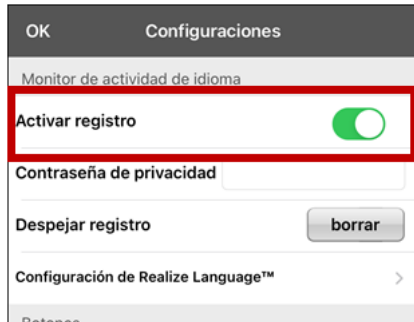 OK Configuraciones
Monitor de actividad de idioma
Activar registro
Contraseña de privacidad
Despejar registro borrar
Configuración de Realize Language™
Botones